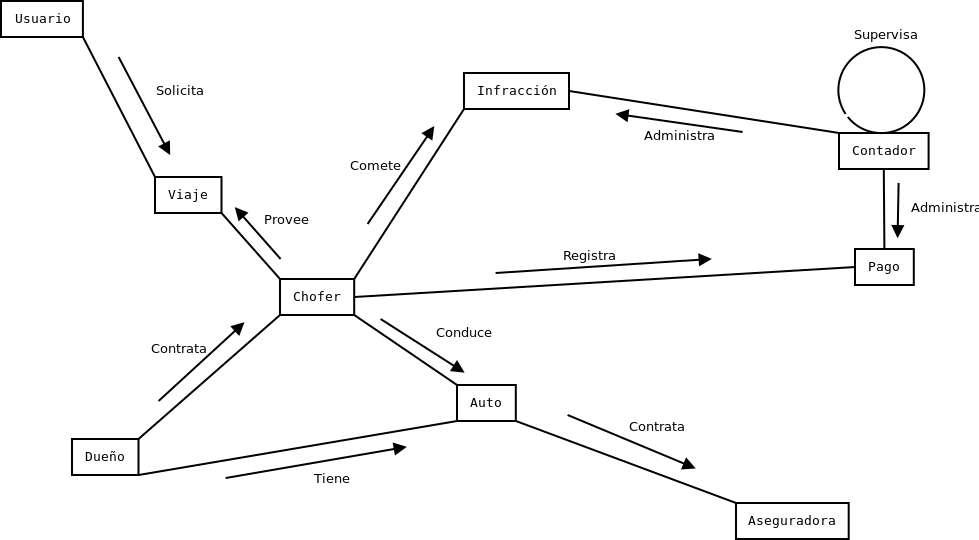 Usuario
Supervisa
Solicita
Infracción
Administra
Contador
Comete
Viaje
Provee
Administra
Registra
Pago
Chofer
Conduce
Contrata
Auto
Contrata
Dueño
Tiene
Aseguradora